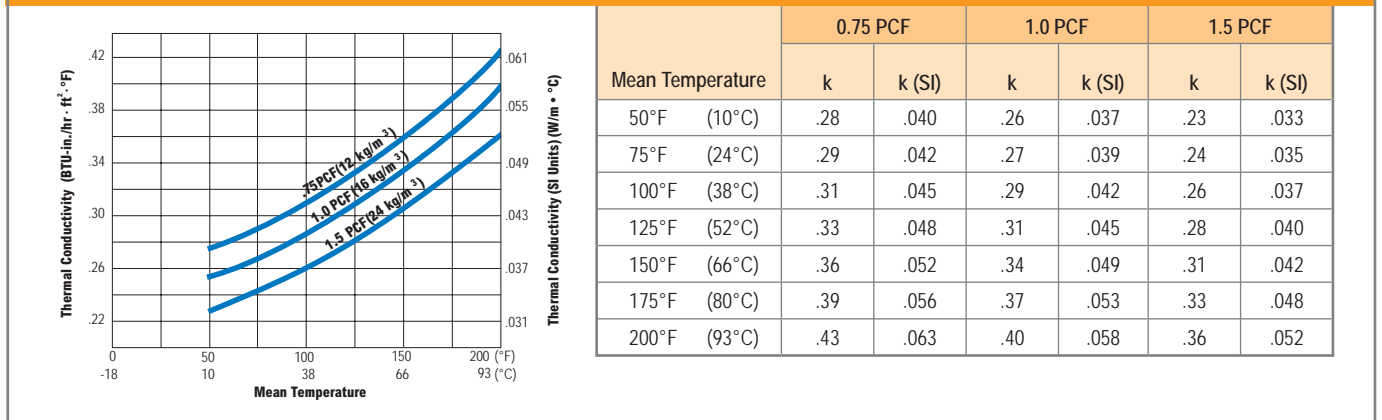 Thermal Conductivity (BTU-in./hr · ft² · °F)
.42
.38
.34
.30
.26
.22
.75PCF(12 kg/m³)
1.0 PCF(16 kg/m³)
1.5 PCF(24 kg/m³)
.061
.055
.049
.043
.037
.031
Thermal Conductivity (SI Units) (W/m • °C)
0 50 100 150 200 (°F)
-18 10 38 66 93 (°C)
Mean Temperature
0.75 PCF 1.0 PCF 1.5 PCF
Mean Temperature k k (SI) k k (SI) k k (SI)
50°F (10°C) .28 .040 .26 .037 .23 .033
75°F (24°C) .29 .042 .27 .039 .24 .035
100°F (38°C) .31 .045 .29 .042 .26 .037
125°F (52°C) .33 .048 .31 .045 .28 .040
150°F (66°C) .36 .052 .34 .049 .31 .042
175°F (80°C) .39 .056 .37 .053 .33 .048
200°F (93°C) .43 .063 .40 .058 .36 .052